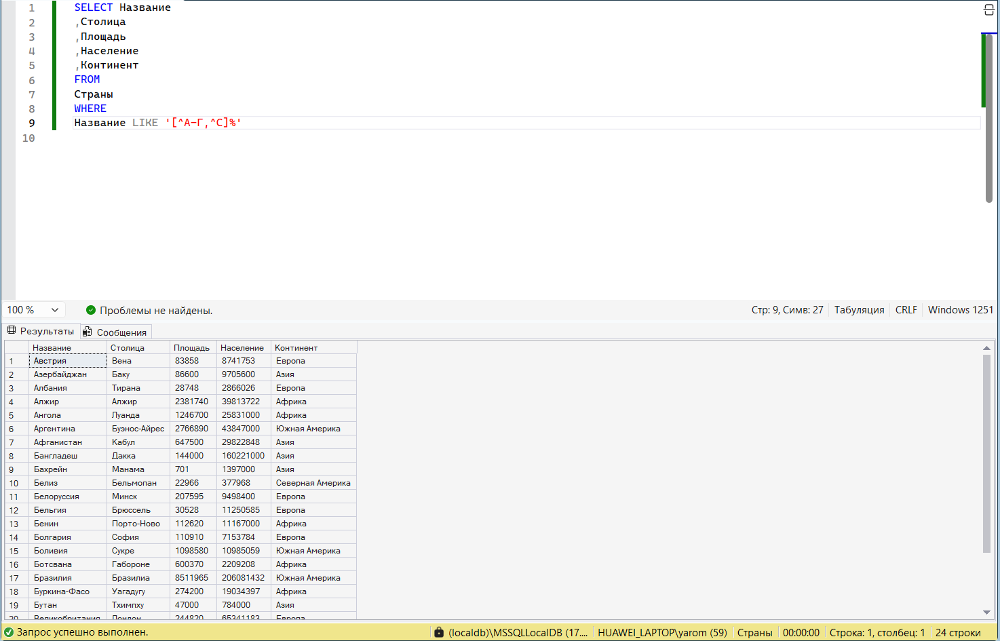 1 SELECT Название
2 ,Столица
3 ,Площадь
4 ,Население
5 ,Континент
6 FROM
7 Страны
8 WHERE
9 Название LIKE '[^А-Г,^С]%'
10
100 % Проблемы не найдены. Стр: 9, Симв: 27 Табуляция CRLF Windows 1251
Результаты Сообщения
Название Столица Площадь Население Континент
1 Австрия Вена 83858 8741753 Европа
2 Азербайджан Баку 86600 9705600 Азия
3 Албания Тирана 28748 2866026 Европа
4 Алжир Алжир 2381740 39813722 Африка
5 Ангола Луанда 1246700 25831000 Африка
6 Аргентина Буэнос-Айрес 2766890 43847000 Южная Америка
7 Афганистан Кабул 647500 29822848 Азия
8 Бангладеш Дакка 144000 160221000 Азия
9 Бахрейн Манама 701 1397000 Азия
10 Белиз Бельмопан 22966 377968 Северная Америка
11 Белоруссия Минск 207595 9498400 Европа
12 Бельгия Брюссель 30528 11250585 Европа
13 Бенин Порто-Ново 112620 11167000 Африка
14 Болгария София 110910 7153784 Европа
15 Боливия Сукре 1098580 10985059 Южная Америка
16 Ботсвана Габороне 600370 2209208 Африка
17 Бразилия Бразилиа 8511965 206081432 Южная Америка
18 Буркина-Фасо Уагадугу 274200 19034397 Африка
19 Бутан Тхимпху 47000 784000 Азия
20 Великобритания Лондон 244820 65341183 Европа
Запрос успешно выполнен. (localdb)\MSSQLLocalDB (17.... HUAWEI_LAPTOP\yarom (59) Страны 00:00:00 Строка: 1, столбец: 1 24 строки